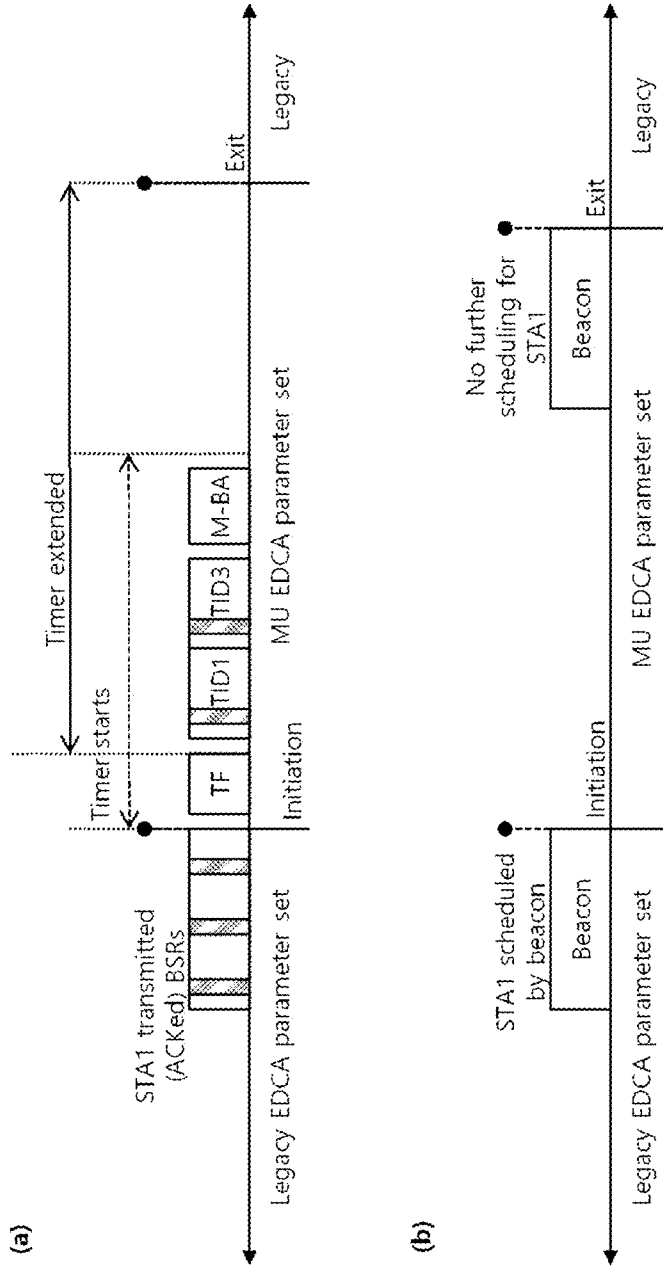 (a)
Timer extended
Timer starts
STA1 transmitted
(ACKed) BSRs
TF
TID1
TID3
M-BA
Legacy EDCA parameter set
Initiation
MU EDCA parameter set
Exit
Legacy
(b)
STA1 scheduled
by beacon
No further
scheduling for
STA1
Beacon
Beacon
Legacy EDCA parameter set
Initiation
MU EDCA parameter set
Exit
Legacy